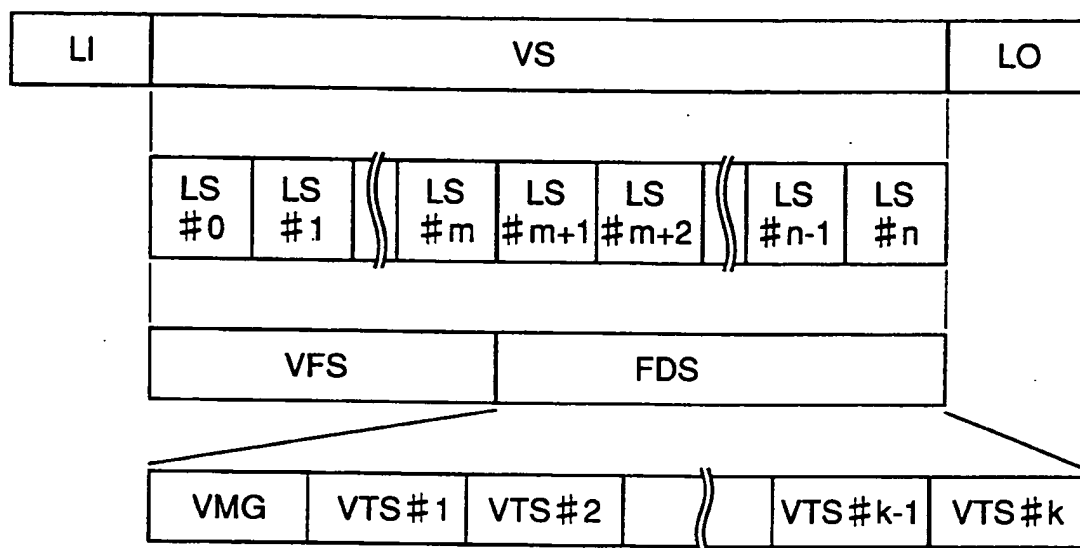 LI VS LO
LS LS LS LS LS LS LS
#0 #1 #m #m+1 #m+2 #n-1 #n
VFS FDS
VMG VTS#1 VTS#2 VTS#k-1 VTS#k